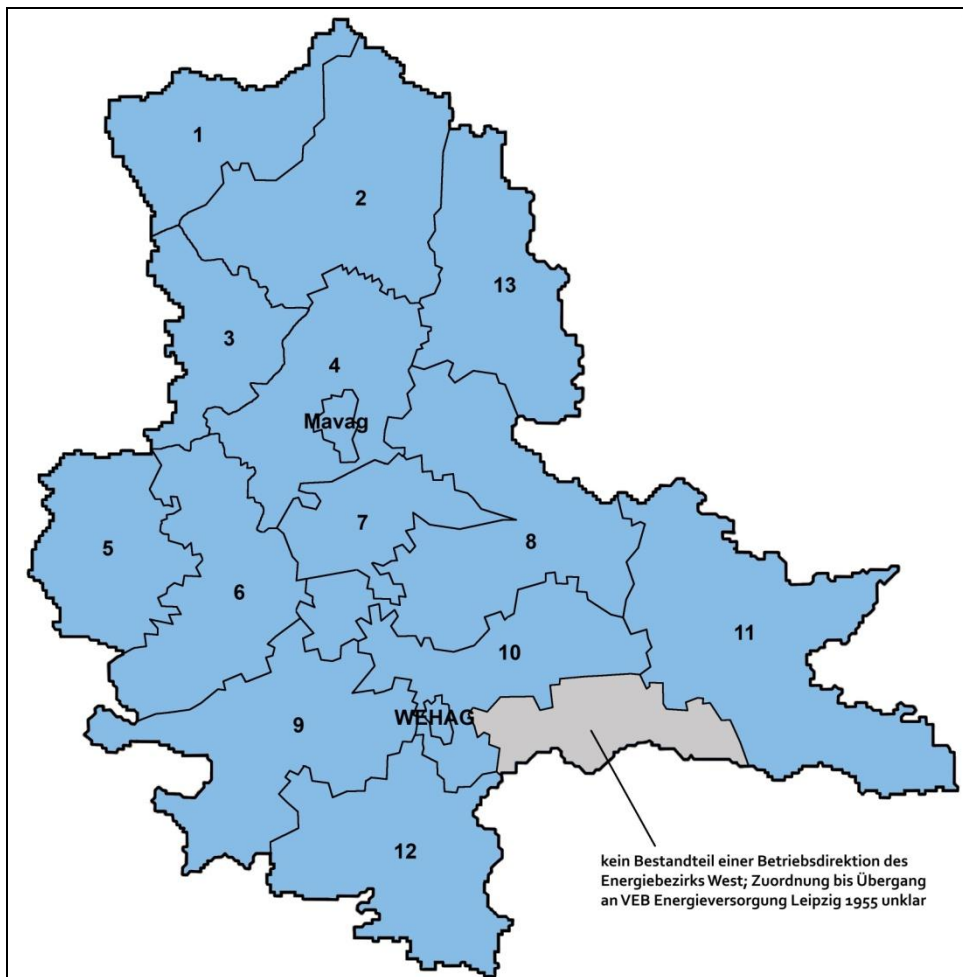 1
2
13
3
4
Mavag
5
6
7
8
11
10
9
WEHAG
12
kein Bestandteil einer Betriebsdirektion des
Energiebezirks West; Zuordnung bis Übergang
an VEB Energieversorgung Leipzig 1955 unklar